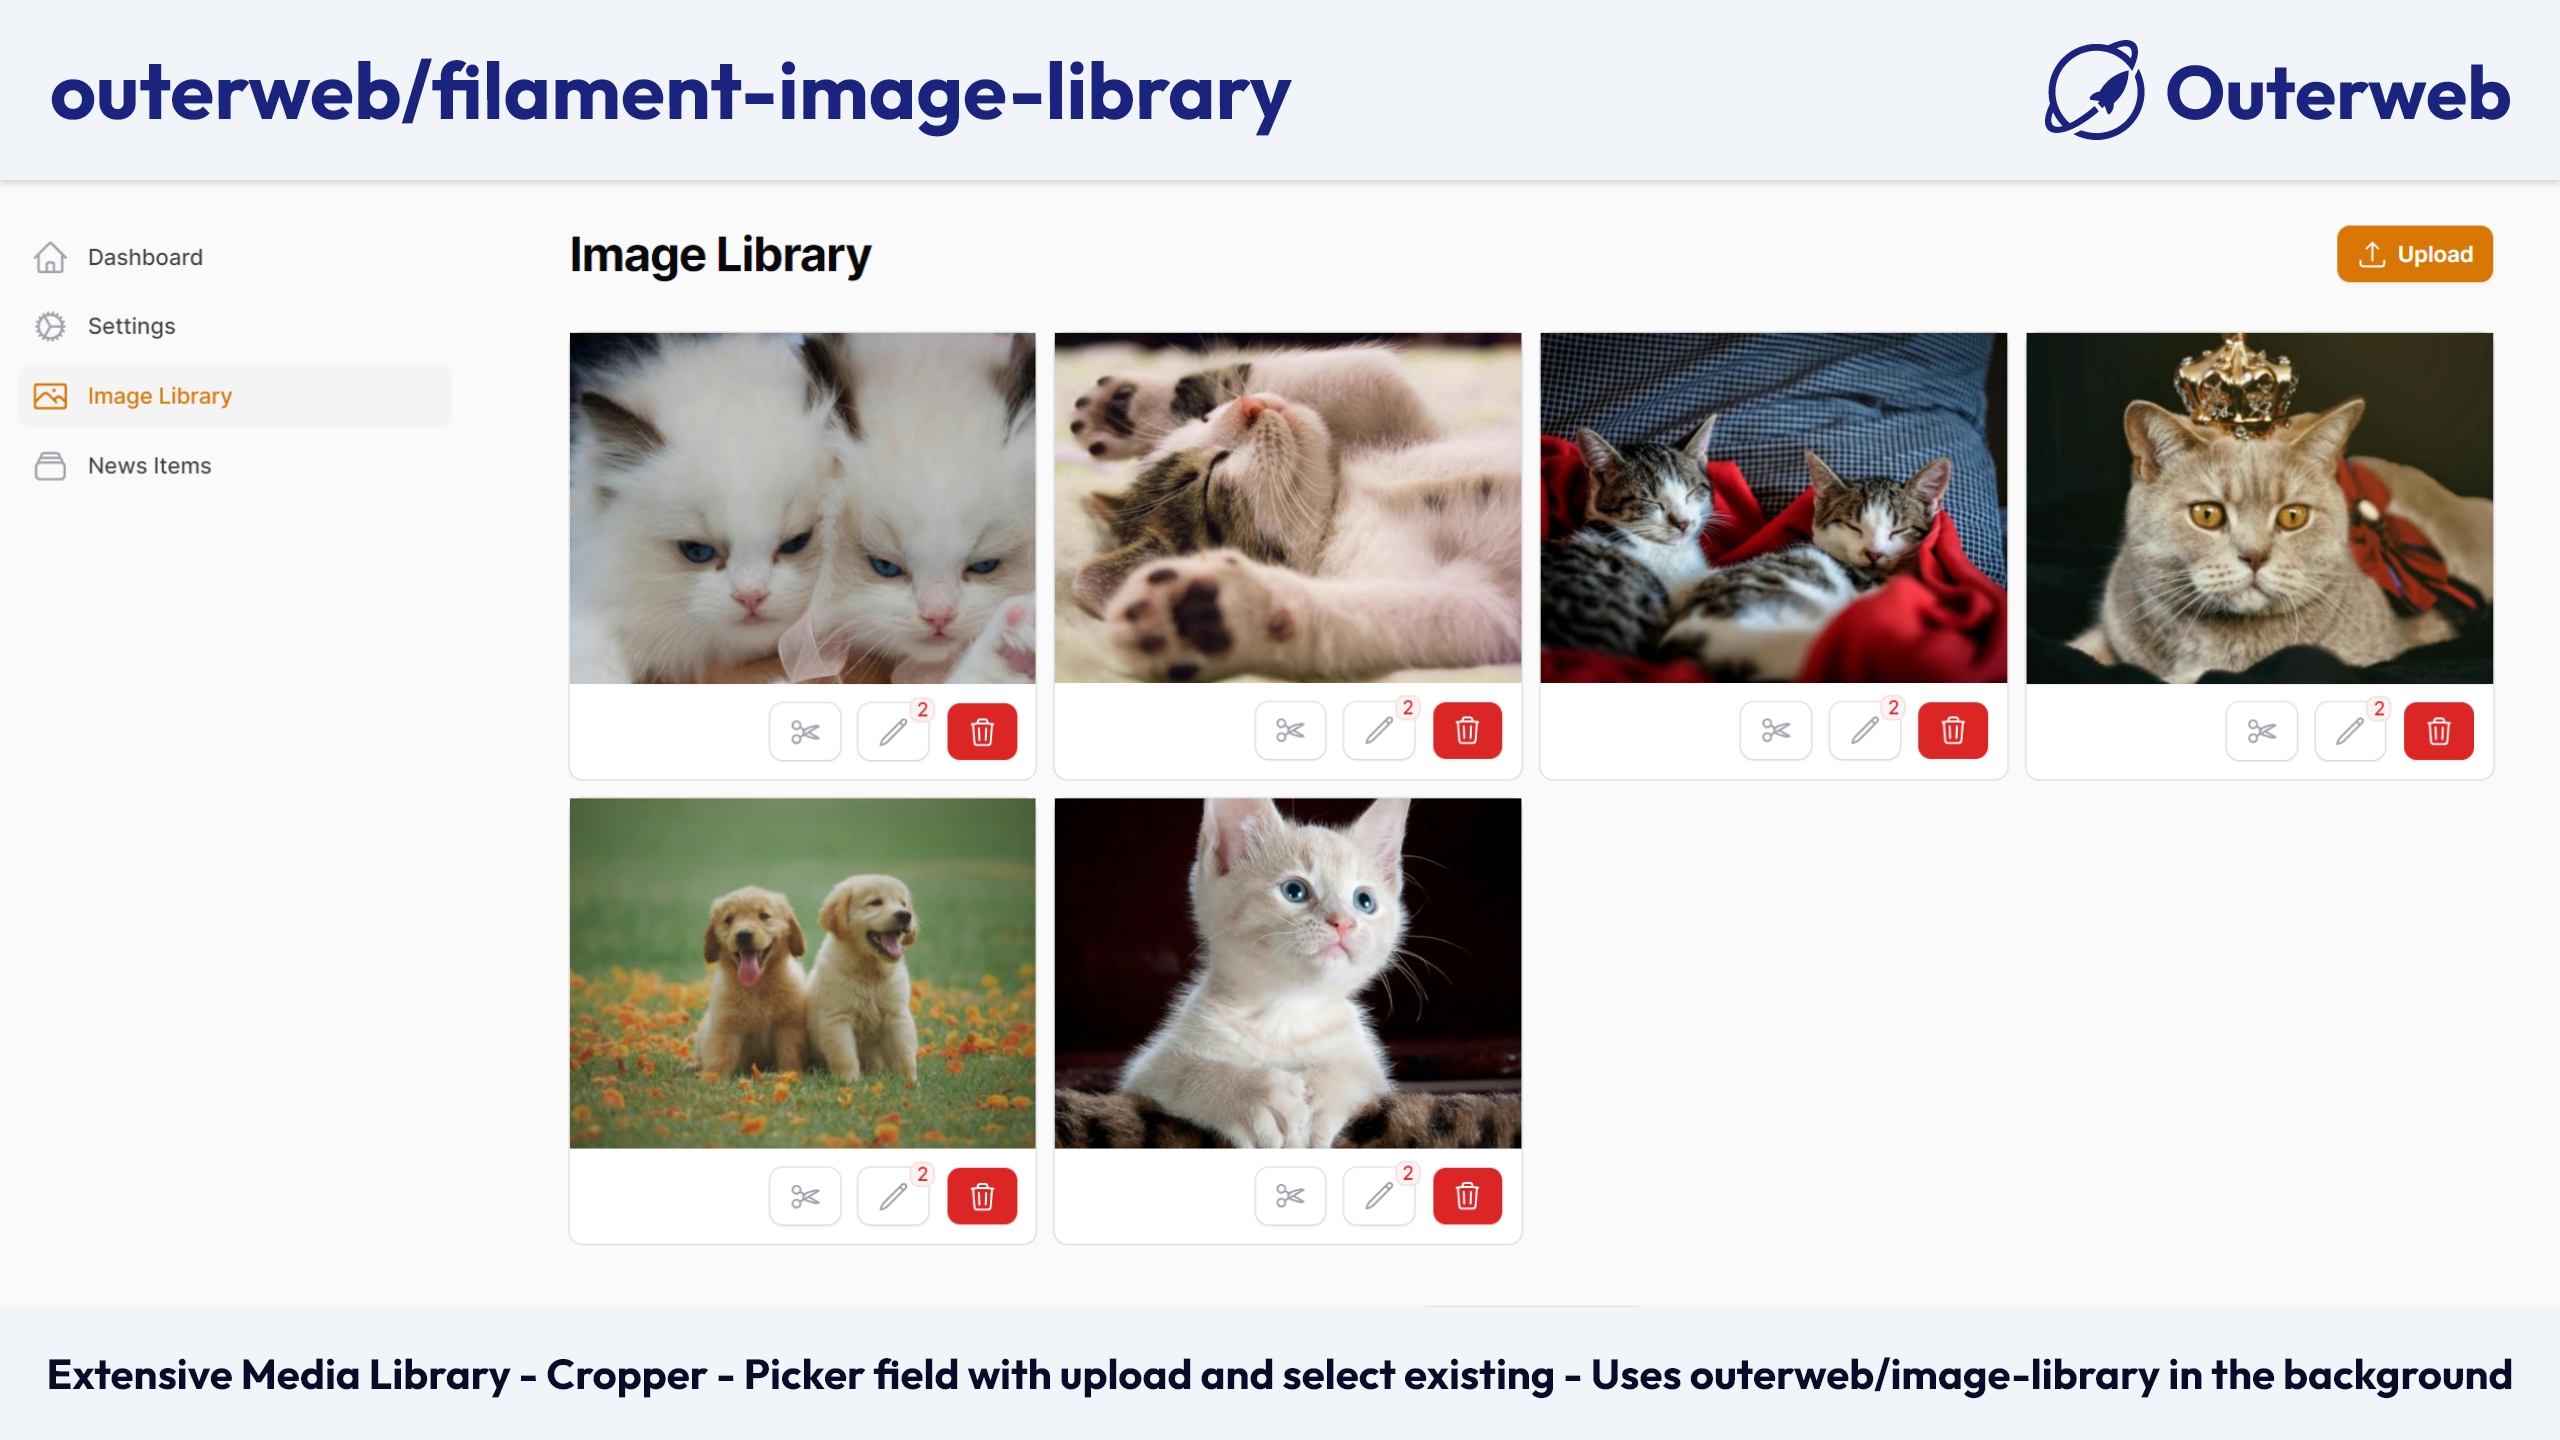 outerweb/filament-image-library
Outerweb
Dashboard
Settings
Image Library
News Items
Image Library
Upload
2
2
2
2
2
2
Extensive Media Library - Cropper - Picker field with upload and select existing - Uses outerweb/image-library in the background